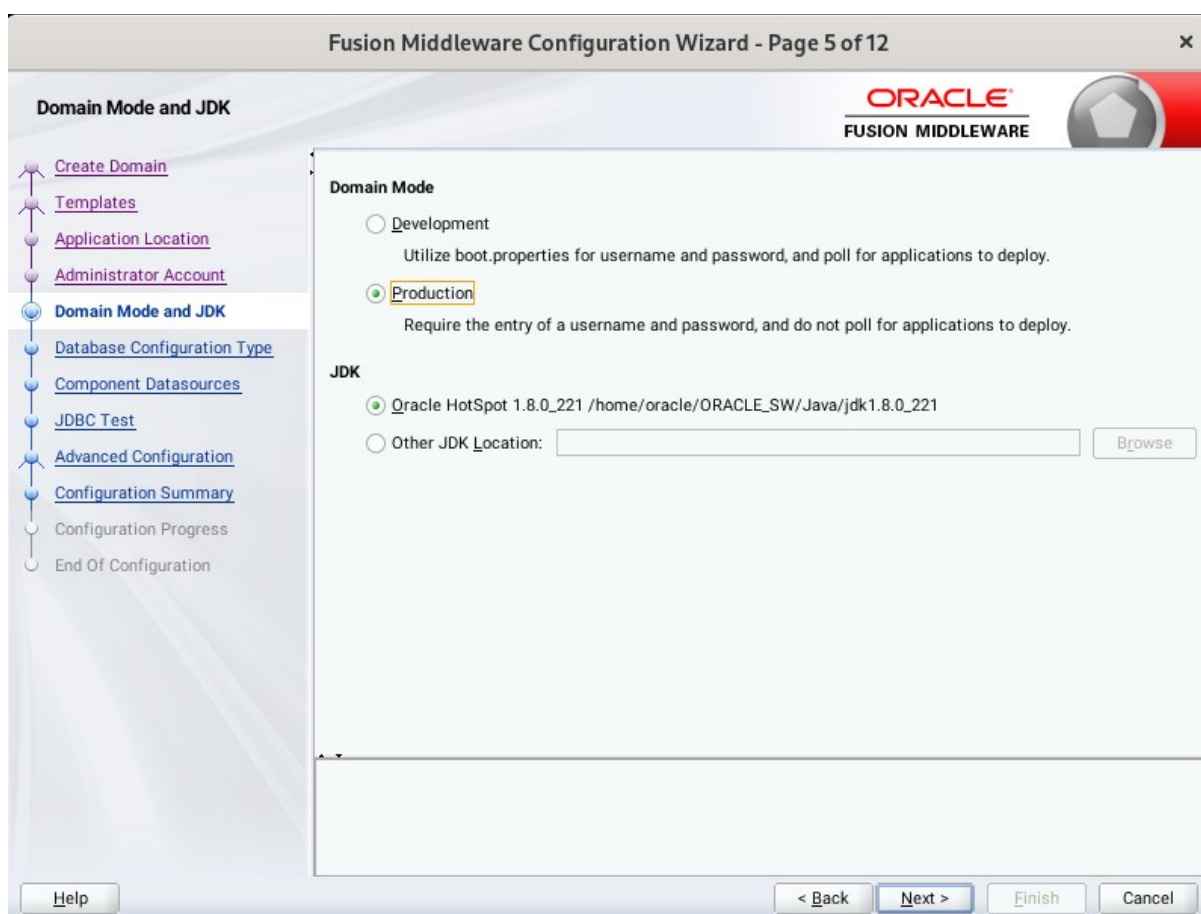 Fusion Middleware Configuration Wizard - Page 5 of 12
Domain Mode and JDK
ORACLE
FUSION MIDDLEWARE
Create Domain
Templates
Application Location
Administrator Account
Domain Mode and JDK
Database Configuration Type
Component Datasources
JDBC Test
Advanced Configuration
Configuration Summary
Configuration Progress
End Of Configuration
Domain Mode
Development
Utilize boot.properties for username and password, and poll for applications to deploy.
Production
Require the entry of a username and password, and do not poll for applications to deploy.
JDK
Oracle HotSpot 1.8.0_221 /home/oracle/ORACLE_SW/Java/jdk1.8.0_221
Other JDK Location:
Browse
Help
< Back
Next >
Finish
Cancel